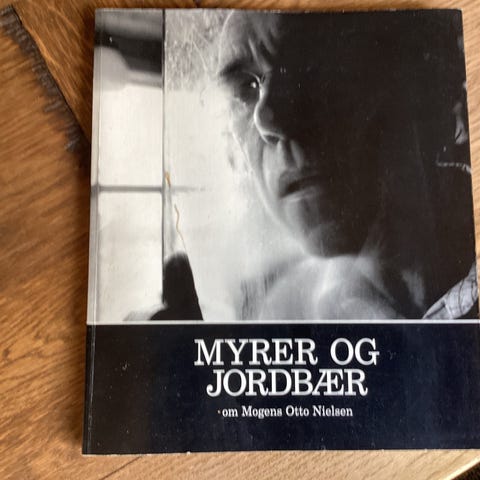 MYRER OG
JORDBÆR
om Mogens Otto Nielsen